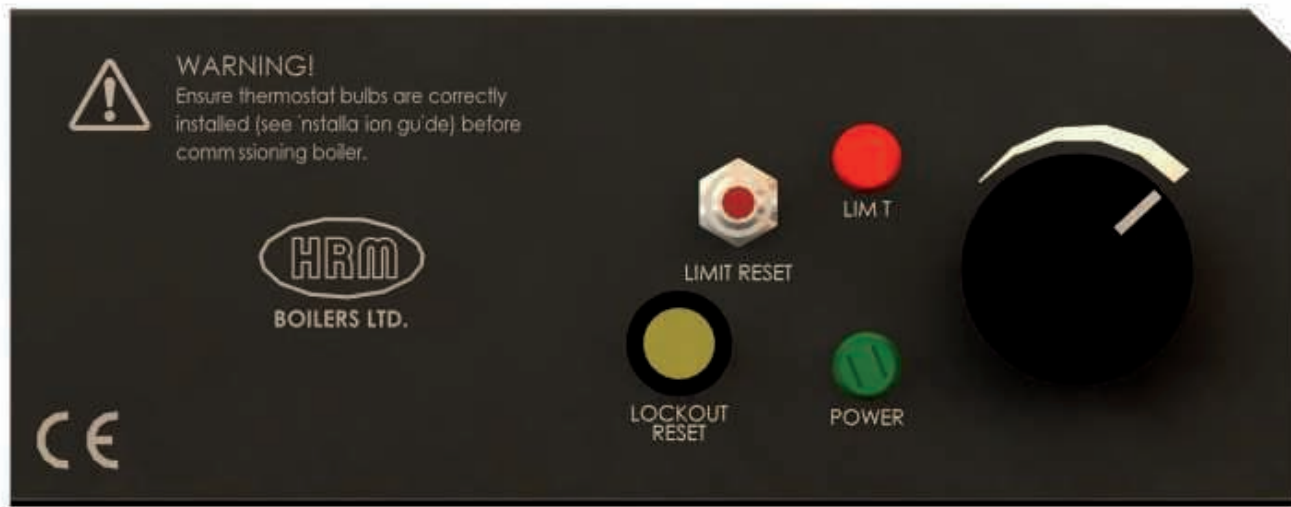 WARNING!
Ensure thermostat bulbs are correctly
installed (see 'nstalla ion gu'de) before
comm ssioning boiler.
HRM
BOILERS LTD.
LIM T
LIMIT RESET
LOCKOUT
RESET
POWER
CE